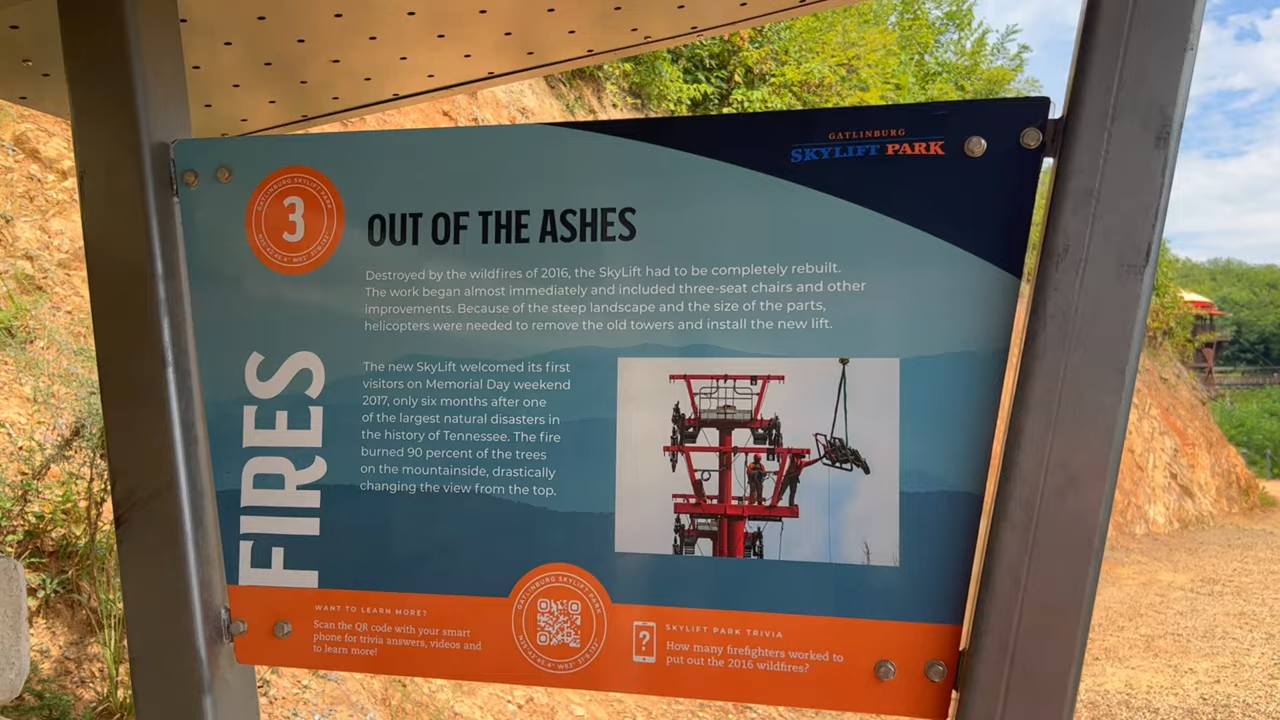 GATLINBURG
SKYLIFT PARK
GATLINBURG SKYLIFT PARK
3
OUT OF THE ASHES
Destroyed by the wildfires of 2016, the SkyLift had to be completely rebuilt.
The work began almost immediately and included three-seat chairs and other
improvements. Because of the steep landscape and the size of the parts,
helicopters were needed to remove the old towers and install the new lift.
FIRES
The new SkyLift welcomed its first
visitors on Memorial Day weekend
2017, only six months after one
of the largest natural disasters in
the history of Tennessee. The fire
burned 90 percent of the trees
on the mountainside, drastically
changing the view from the top.
WANT TO LEARN MORE?
Scan the QR code with your smart
phone for trivia answers, videos and
to learn more!
GATLINBURG SKYLIFT PARK
?
SKYLIFT PARK TRIVIA
How many firefighters worked to
put out the 2016 wildfires?